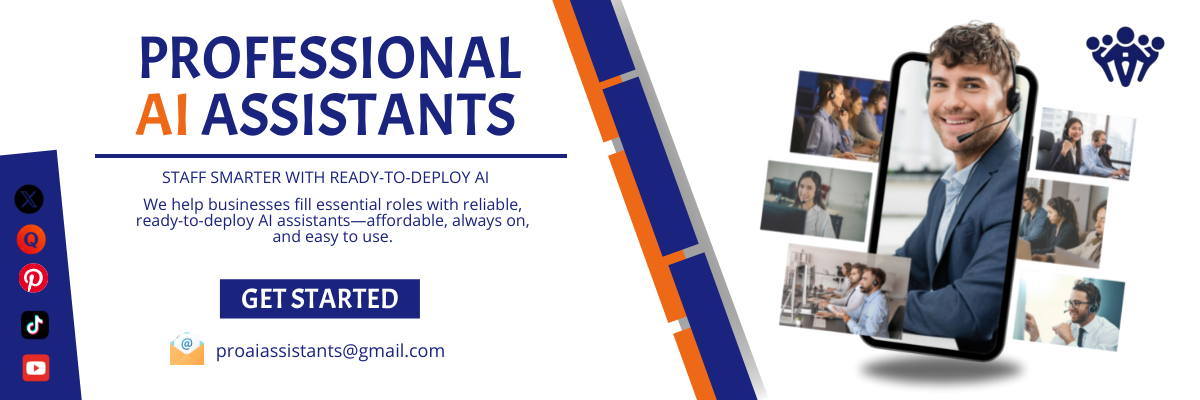 PROFESSIONAL
AI ASSISTANTS
STAFF SMARTER WITH READY-TO-DEPLOY AI
We help businesses fill essential roles with reliable,
ready-to-deploy AI assistants—affordable, always on,
and easy to use.
GET STARTED
@
proaiassistants@gmail.com